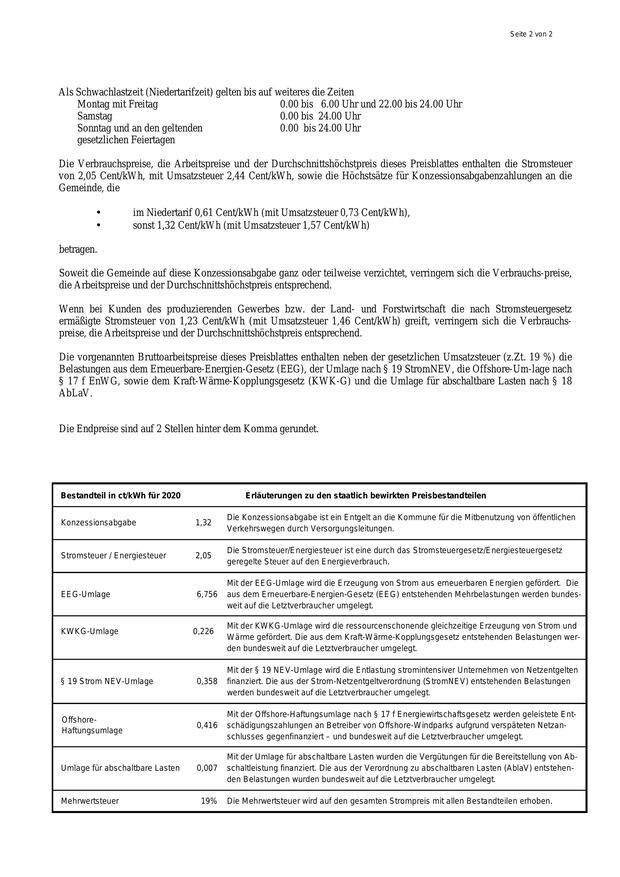 Seite 2 von 2
Als Schwachlastzeit (Niedertarifzeit) gelten bis auf weiteres die Zeiten
Montag mit Freitag 0.00 bis 6.00 Uhr und 22.00 bis 24.00 Uhr
Samstag 0.00 bis 24.00 Uhr
Sonntag und an den geltenden 0.00 bis 24.00 Uhr
gesetzlichen Feiertagen
Die Verbrauchspreise, die Arbeitspreise und der Durchschnittshöchstpreis dieses Preisblattes enthalten die Stromsteuer
von 2,05 Cent/kWh, mit Umsatzsteuer 2,44 Cent/kWh, sowie die Höchstsätze für Konzessionsabgabenzahlungen an die
Gemeinde, die
• im Niedertarif 0,61 Cent/kWh (mit Umsatzsteuer 0,73 Cent/kWh),
• sonst 1,32 Cent/kWh (mit Umsatzsteuer 1,57 Cent/kWh)
betragen.
Soweit die Gemeinde auf diese Konzessionsabgabe ganz oder teilweise verzichtet, verringern sich die Verbrauchs-preise,
die Arbeitspreise und der Durchschnittshöchstpreis entsprechend.
Wenn bei Kunden des produzierenden Gewerbes bzw. der Land- und Forstwirtschaft die nach Stromsteuergesetz
ermäßigte Stromsteuer von 1,23 Cent/kWh (mit Umsatzsteuer 1,46 Cent/kWh) greift, verringern sich die Verbrauchs-
preise, die Arbeitspreise und der Durchschnittshöchstpreis entsprechend.
Die vorgenannten Bruttoarbeitspreise dieses Preisblattes enthalten neben der gesetzlichen Umsatzsteuer (z.Zt. 19 %) die
Belastungen aus dem Erneuerbare-Energien-Gesetz (EEG), der Umlage nach § 19 StromNEV, die Offshore-Um-lage nach
§ 17 f EnWG, sowie dem Kraft-Wärme-Kopplungsgesetz (KWK-G) und die Umlage für abschaltbare Lasten nach § 18
AbLaV.
Die Endpreise sind auf 2 Stellen hinter dem Komma gerundet.
Bestandteil in ct/kWh für 2020 Erläuterungen zu den staatlich bewirkten Preisbestandteilen
Konzessionsabgabe 1,32 Die Konzessionsabgabe ist ein Entgelt an die Kommune für die Mitbenutzung von öffentlichen
Verkehrswegen durch Versorgungsleitungen.
Stromsteuer / Energiesteuer 2,05 Die Stromsteuer/Energiesteuer ist eine durch das Stromsteuergesetz/Energiesteuergesetz
geregelte Steuer auf den Energieverbrauch.
EEG-Umlage 6,756 Mit der EEG-Umlage wird die Erzeugung von Strom aus erneuerbaren Energien gefördert. Die
aus dem Erneuerbare-Energien-Gesetz (EEG) entstehenden Mehrbelastungen werden bundes-
weit auf die Letztverbraucher umgelegt.
KWKG-Umlage 0,226 Mit der KWKG-Umlage wird die ressourcenschonende gleichzeitige Erzeugung von Strom und
Wärme gefördert. Die aus dem Kraft-Wärme-Kopplungsgesetz entstehenden Belastungen wer-
den bundesweit auf die Letztverbraucher umgelegt.
§ 19 Strom NEV-Umlage 0,358 Mit der § 19 NEV-Umlage wird die Entlastung stromintensiver Unternehmen von Netzentgelten
finanziert. Die aus der Strom-Netzentgeltverordnung (StromNEV) entstehenden Belastungen
werden bundesweit auf die Letztverbraucher umgelegt.
Offshore-
Haftungsumlage 0,416 Mit der Offshore-Haftungsumlage nach § 17 f Energiewirtschaftsgesetz werden geleistete Ent-
schädigungszahlungen an Betreiber von Offshore-Windparks aufgrund verspäteten Netzan-
schlusses gegenfinanziert – und bundesweit auf die Letztverbraucher umgelegt.
Umlage für abschaltbare Lasten 0,007 Mit der Umlage für abschaltbare Lasten wurden die Vergütungen für die Bereitstellung von Ab-
schaltleistung finanziert. Die aus der Verordnung zu abschaltbaren Lasten (AblaV) entstehen-
den Belastungen wurden bundesweit auf die Letztverbraucher umgelegt.
Mehrwertsteuer 19% Die Mehrwertsteuer wird auf den gesamten Strompreis mit allen Bestandteilen erhoben.